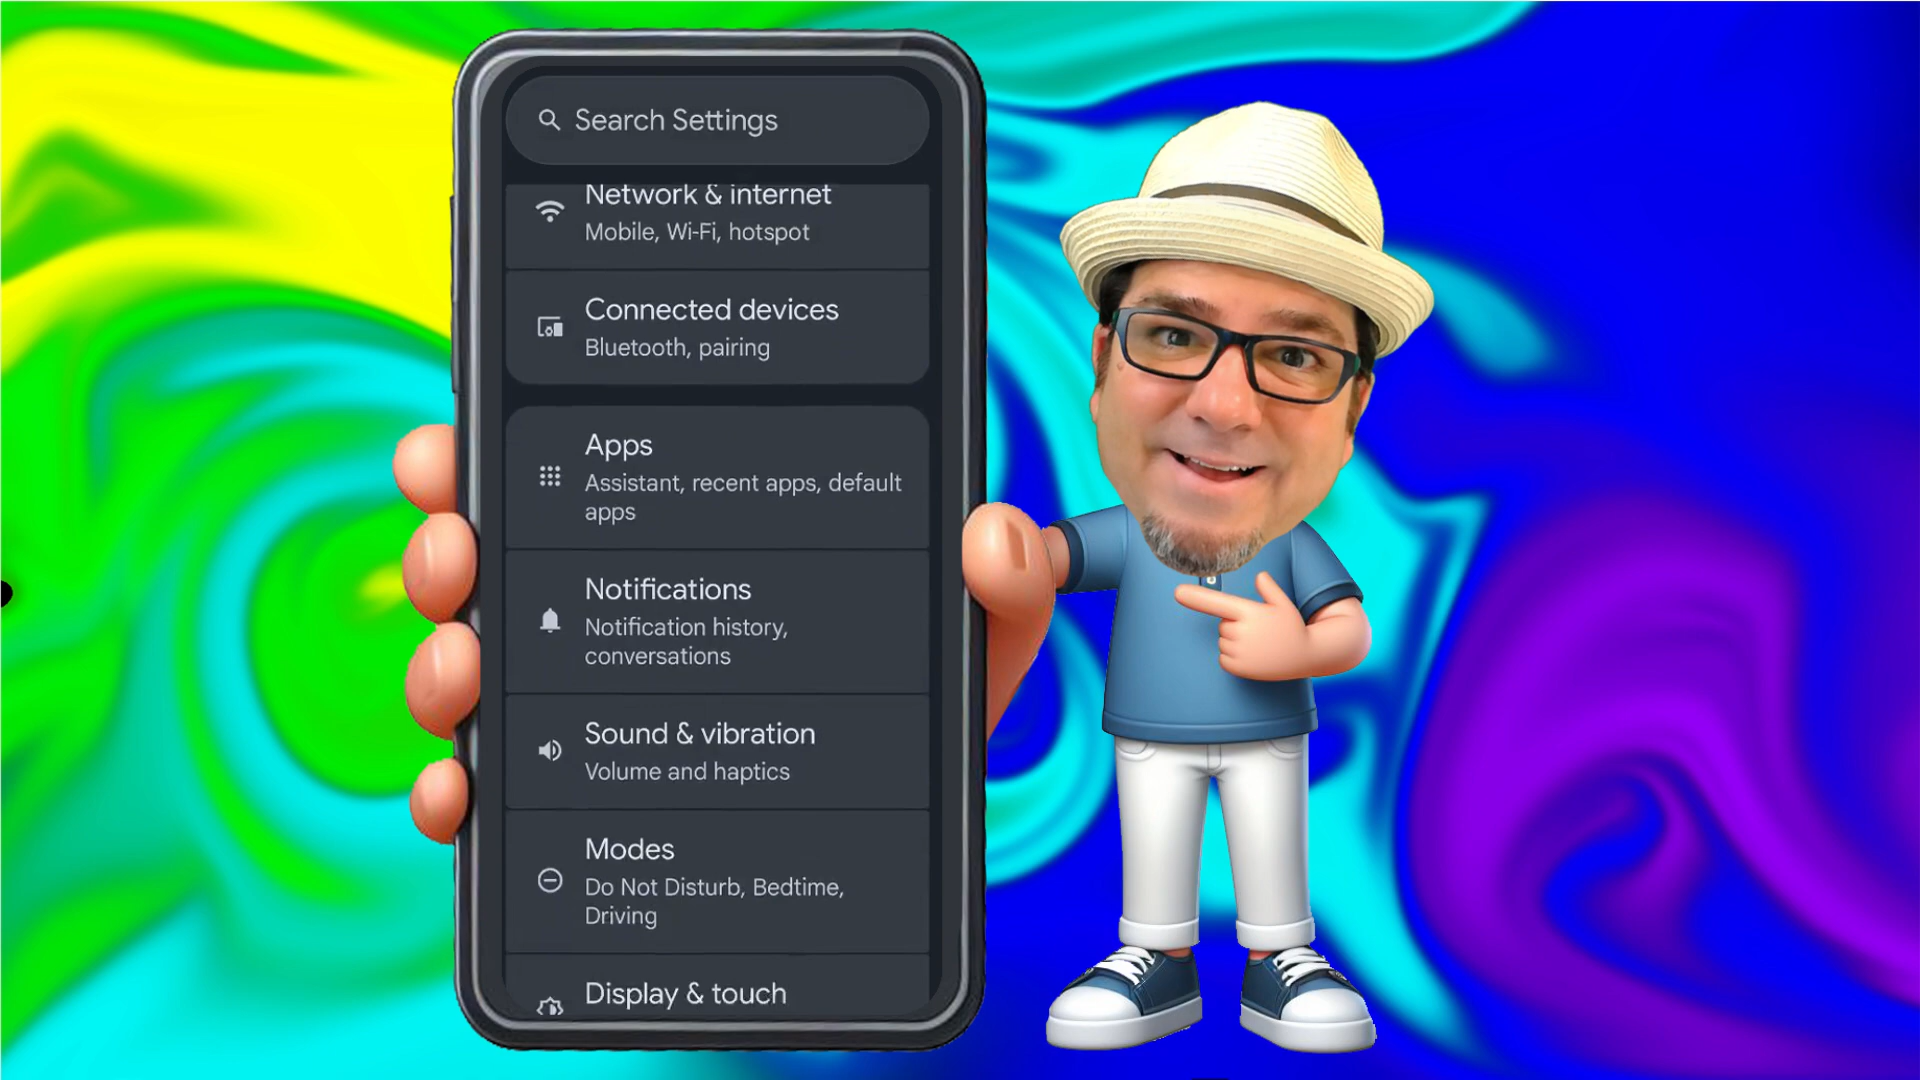 Search Settings
Network & internet
Mobile, Wi-Fi, hotspot
Connected devices
Bluetooth, pairing
Apps
Assistant, recent apps, default
apps
Notifications
Notification history,
conversations
Sound & vibration
Volume and haptics
Modes
Do Not Disturb, Bedtime,
Driving
Display & touch